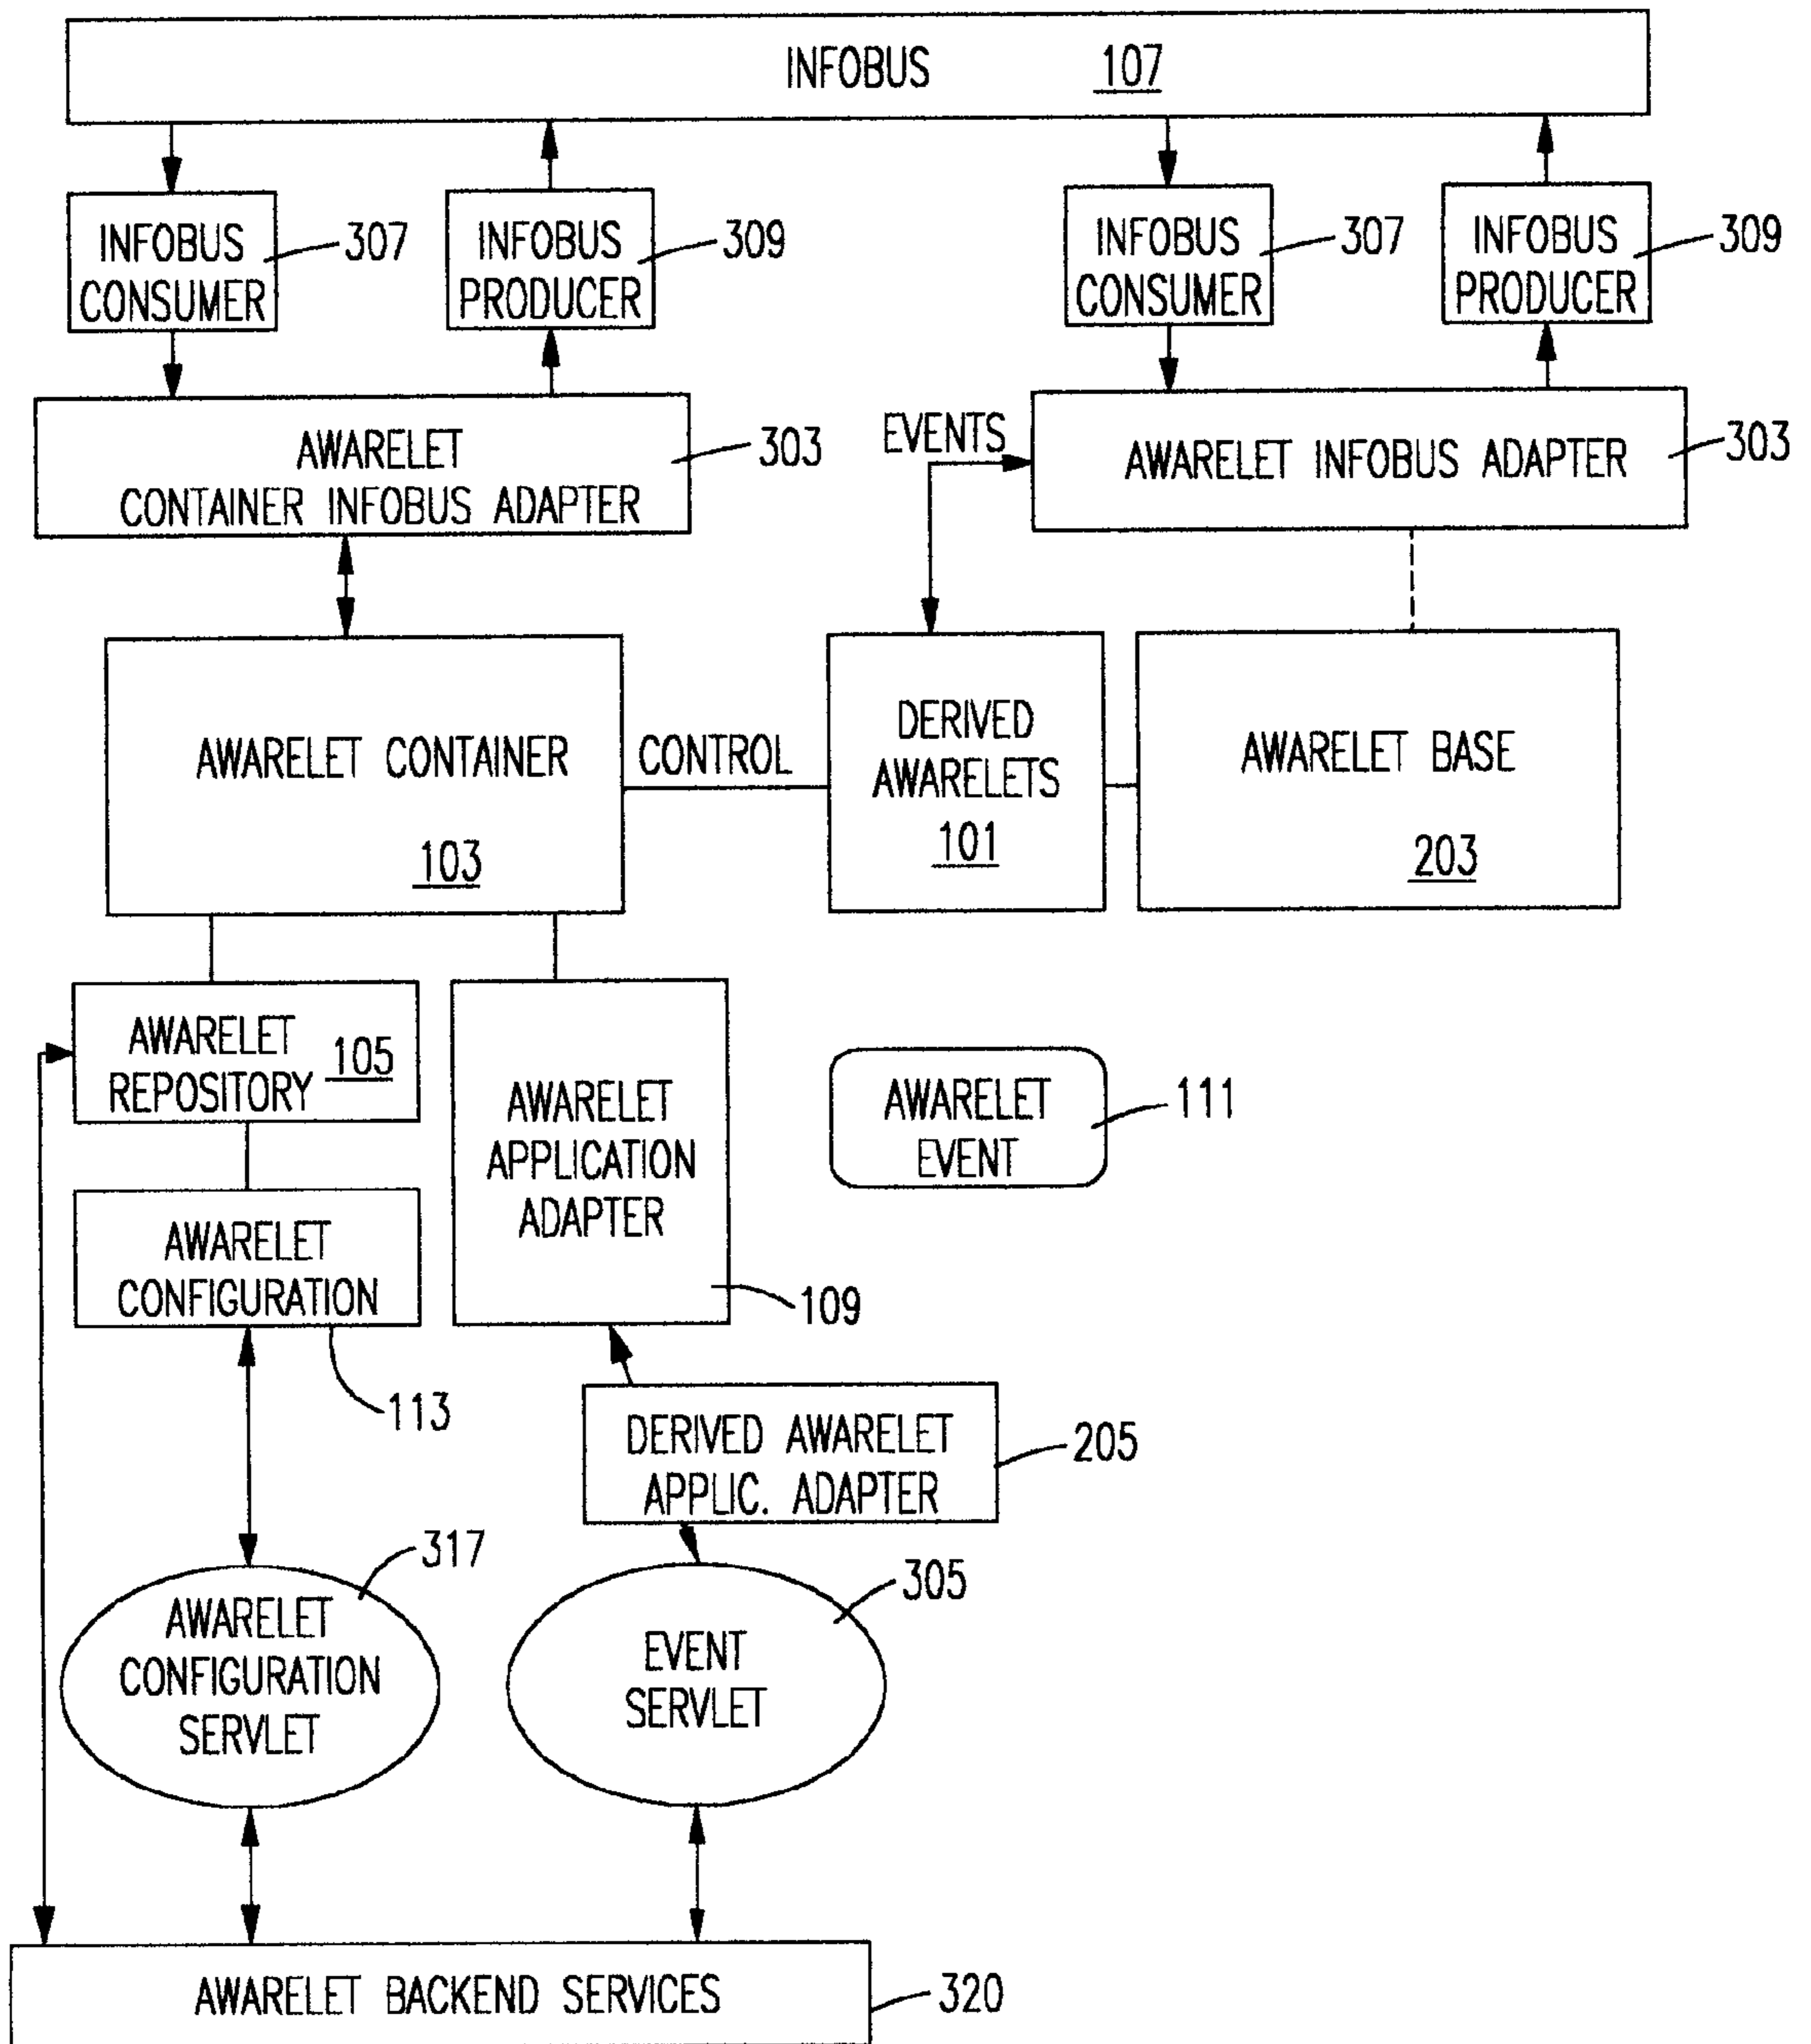 INFOBUS 107
INFOBUS
CONSUMER
307
INFOBUS
PRODUCER
309
INFOBUS
CONSUMER
307
INFOBUS
PRODUCER
309
AWARELET
CONTAINER INFOBUS ADAPTER
303
EVENTS
AWARELET INFOBUS ADAPTER
303
AWARELET CONTAINER
103
CONTROL
DERIVED
AWARELETS
101
AWARELET BASE
203
AWARELET
REPOSITORY
105
AWARELET
APPLICATION
ADAPTER
109
AWARELET
EVENT
111
AWARELET
CONFIGURATION
113
DERIVED AWARELET
APPLIC. ADAPTER
205
317
AWARELET
CONFIGURATION
SERVLET
305
EVENT
SERVLET
AWARELET BACKEND SERVICES
320